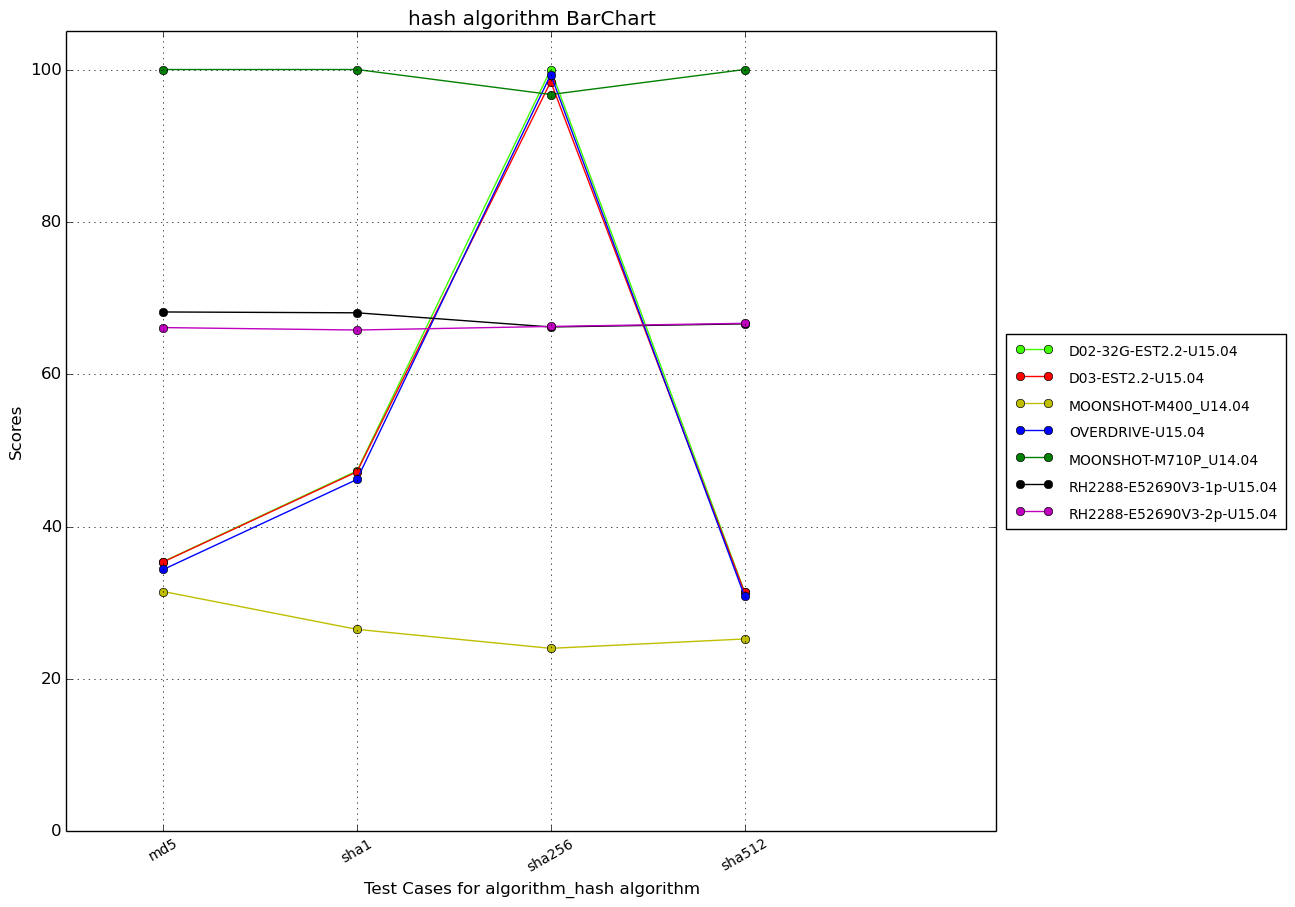 hash algorithm BarChart
100
80
60
40
20
0
Scores
md5
sha1
sha256
sha512
Test Cases for algorithm_hash algorithm
D02-32G-EST2.2-U15.04
D03-EST2.2-U15.04
MOONSHOT-M400_U14.04
OVERDRIVE-U15.04
MOONSHOT-M710P_U14.04
RH2288-E52690V3-1p-U15.04
RH2288-E52690V3-2p-U15.04